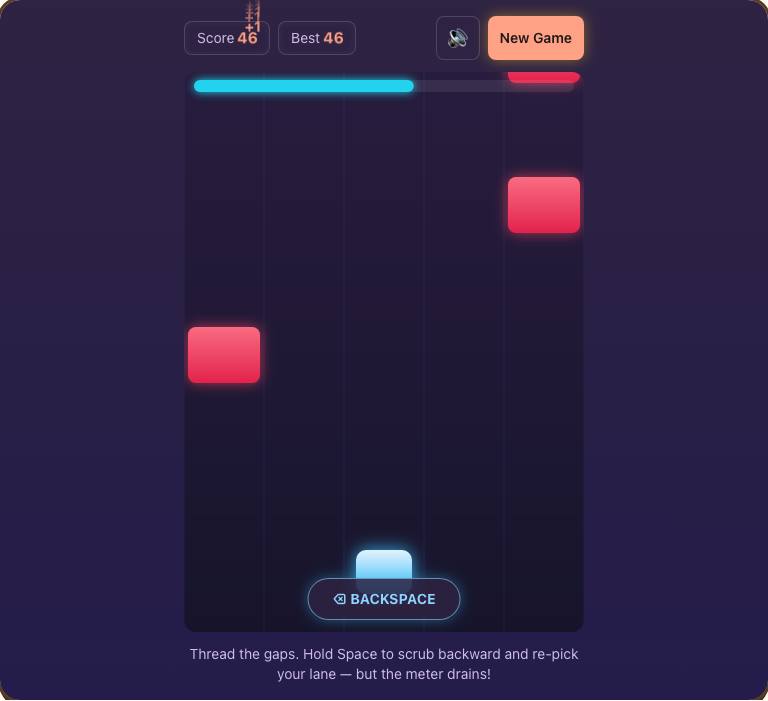 +1
Score 46
Best 46
New Game
BACKSPACE
Thread the gaps. Hold Space to scrub backward and re-pick
your lane — but the meter drains!